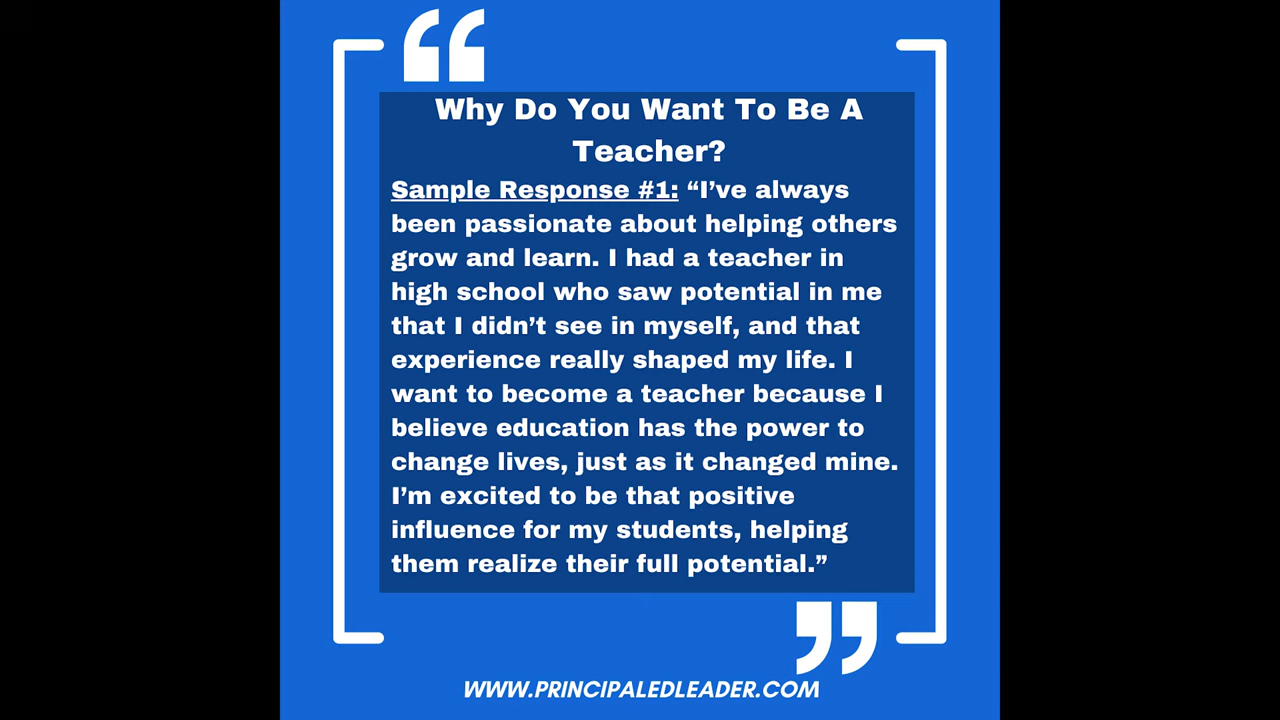 Why Do You Want To Be A
Teacher?
Sample Response #1: “I’ve always
been passionate about helping others
grow and learn. I had a teacher in
high school who saw potential in me
that I didn’t see in myself, and that
experience really shaped my life. I
want to become a teacher because I
believe education has the power to
change lives, just as it changed mine.
I’m excited to be that positive
influence for my students, helping
them realize their full potential.”
WWW.PRINCIPALEDLEADER.COM